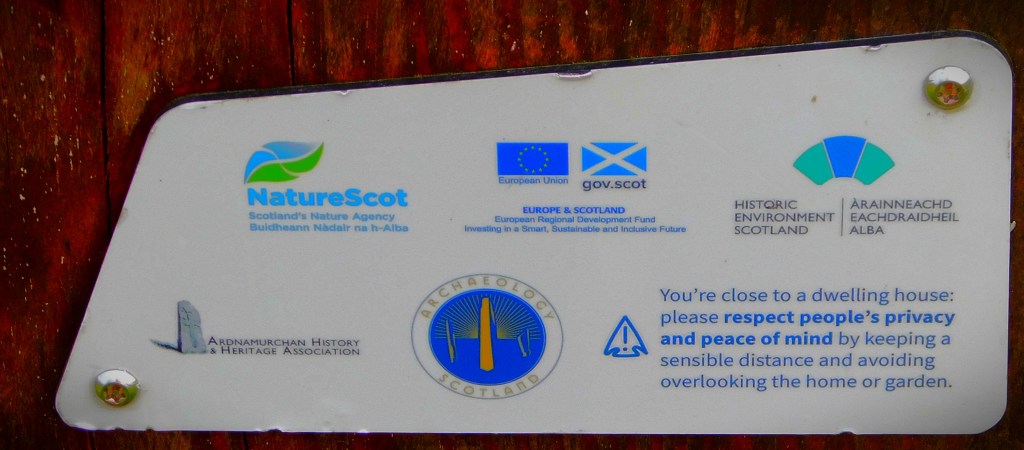 NatureScot
Scotland's Nature Agency
Buidheann Nàdair na h-Alba
European Union
gov.scot
EUROPE & SCOTLAND
European Regional Development Fund
Investing in a Smart, Sustainable and Inclusive Future
HISTORIC
ENVIRONMENT
SCOTLAND
ÀRAINNEACHD
EACHDRAIDHEIL
ALBA
ARDNAMURCHAN HISTORY
& HERITAGE ASSOCIATION
ARCHAEOLOGY
SCOTLAND
You're close to a dwelling house:
please respect people's privacy
and peace of mind by keeping a
sensible distance and avoiding
overlooking the home or garden.